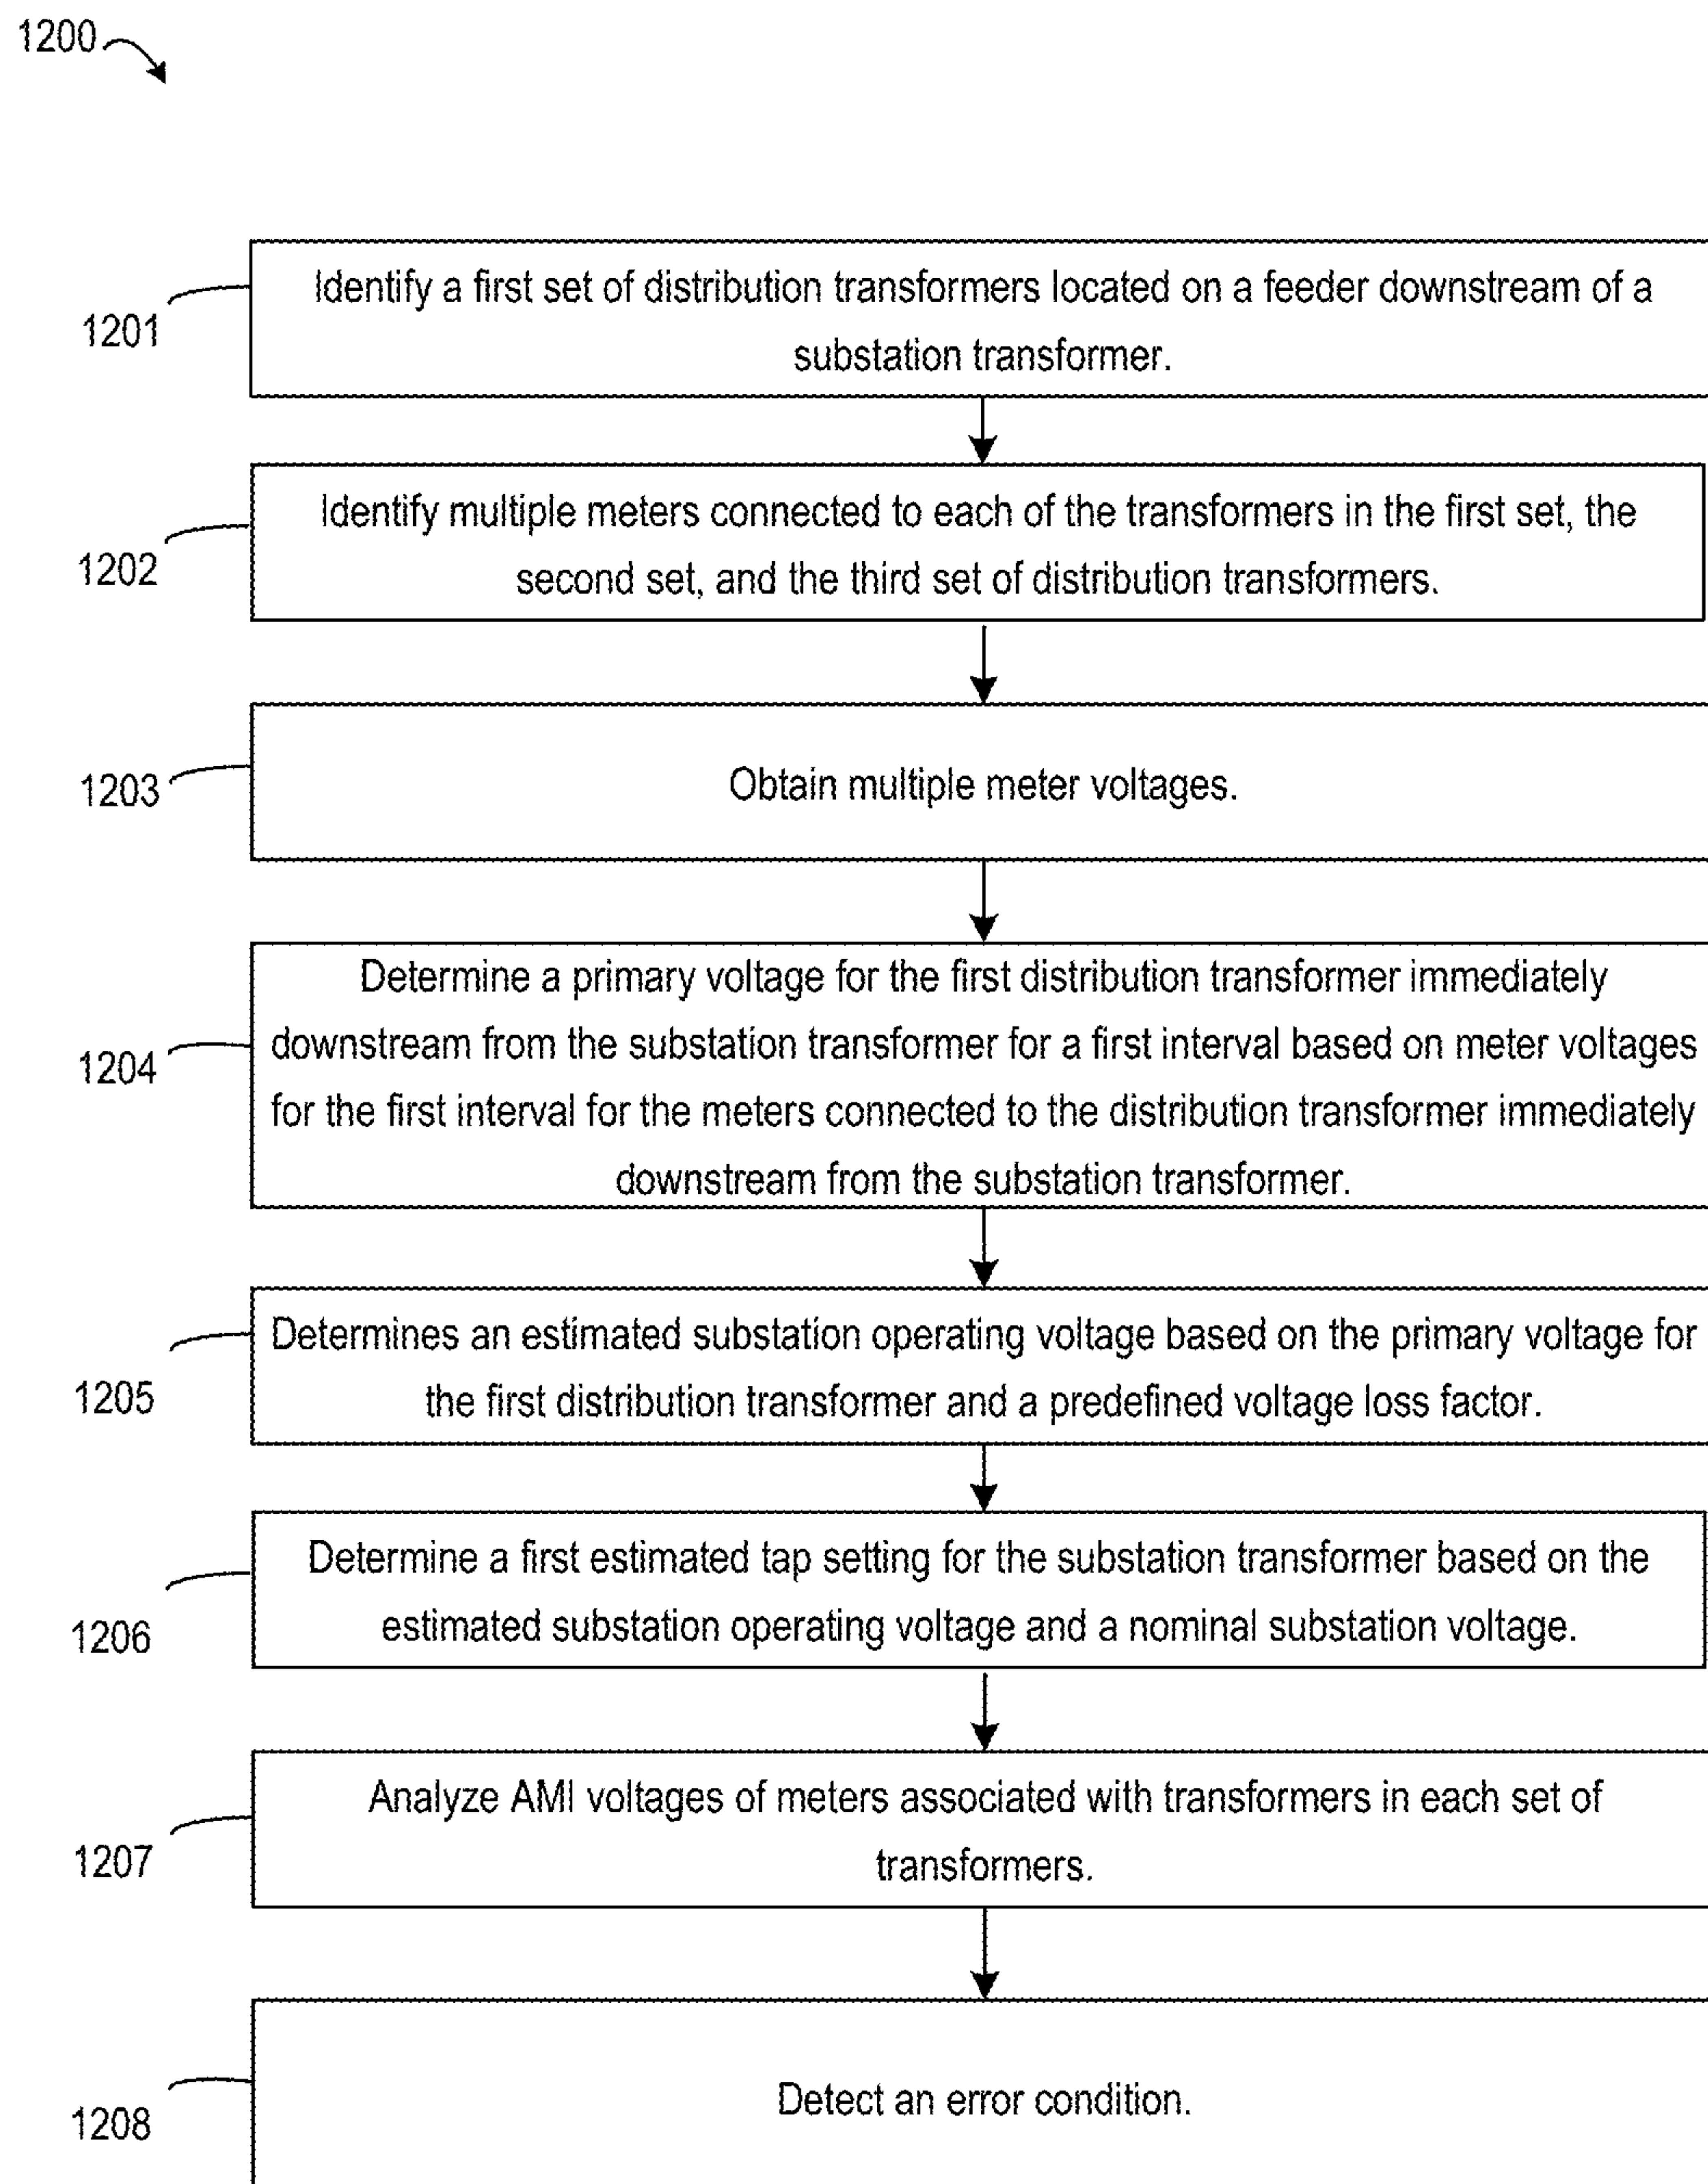 1200
Identify a first set of distribution transformers located on a feeder downstream of a
substation transformer.
1201
Identify multiple meters connected to each of the transformers in the first set, the
second set, and the third set of distribution transformers.
1202
Obtain multiple meter voltages.
1203
Determine a primary voltage for the first distribution transformer immediately
downstream from the substation transformer for a first interval based on meter voltages
for the first interval for the meters connected to the distribution transformer immediately
downstream from the substation transformer.
1204
Determines an estimated substation operating voltage based on the primary voltage for
the first distribution transformer and a predefined voltage loss factor.
1205
Determine a first estimated tap setting for the substation transformer based on the
estimated substation operating voltage and a nominal substation voltage.
1206
Analyze AMI voltages of meters associated with transformers in each set of
transformers.
1207
Detect an error condition.
1208